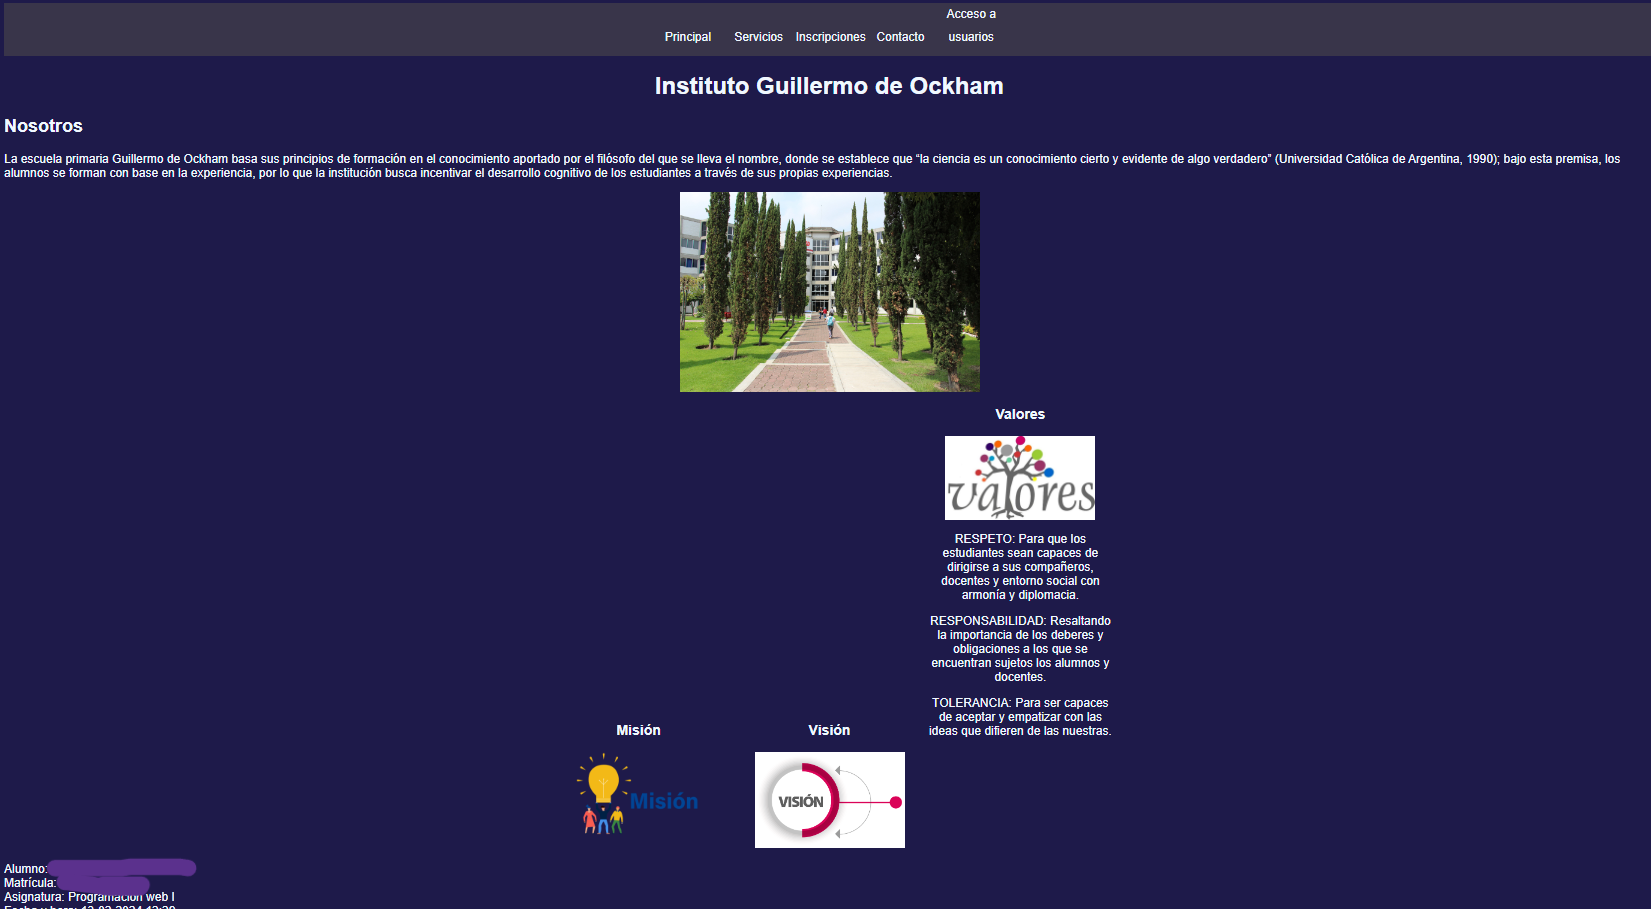 Principal Servicios Inscripciones Contacto Acceso a
usuarios
Instituto Guillermo de Ockham
Nosotros
La escuela primaria Guillermo de Ockham basa sus principios de formación en el conocimiento aportado por el filósofo del que se lleva el nombre, donde se establece que “la ciencia es un conocimiento cierto y evidente de algo verdadero” (Universidad Católica de Argentina, 1990); bajo esta premisa, los
alumnos se forman con base en la experiencia, por lo que la institución busca incentivar el desarrollo cognitivo de los estudiantes a través de sus propias experiencias.
Misión
Misión
Visión
VISIÓN
Valores
valores
RESPETO: Para que los
estudiantes sean capaces de
dirigirse a sus compañeros,
docentes y entorno social con
armonía y diplomacia.
RESPONSABILIDAD: Resaltando
la importancia de los deberes y
obligaciones a los que se
encuentran sujetos los alumnos y
docentes.
TOLERANCIA: Para ser capaces
de aceptar y empatizar con las
ideas que difieren de las nuestras.
Alumno:
Matrícula:
Asignatura: Programación web I